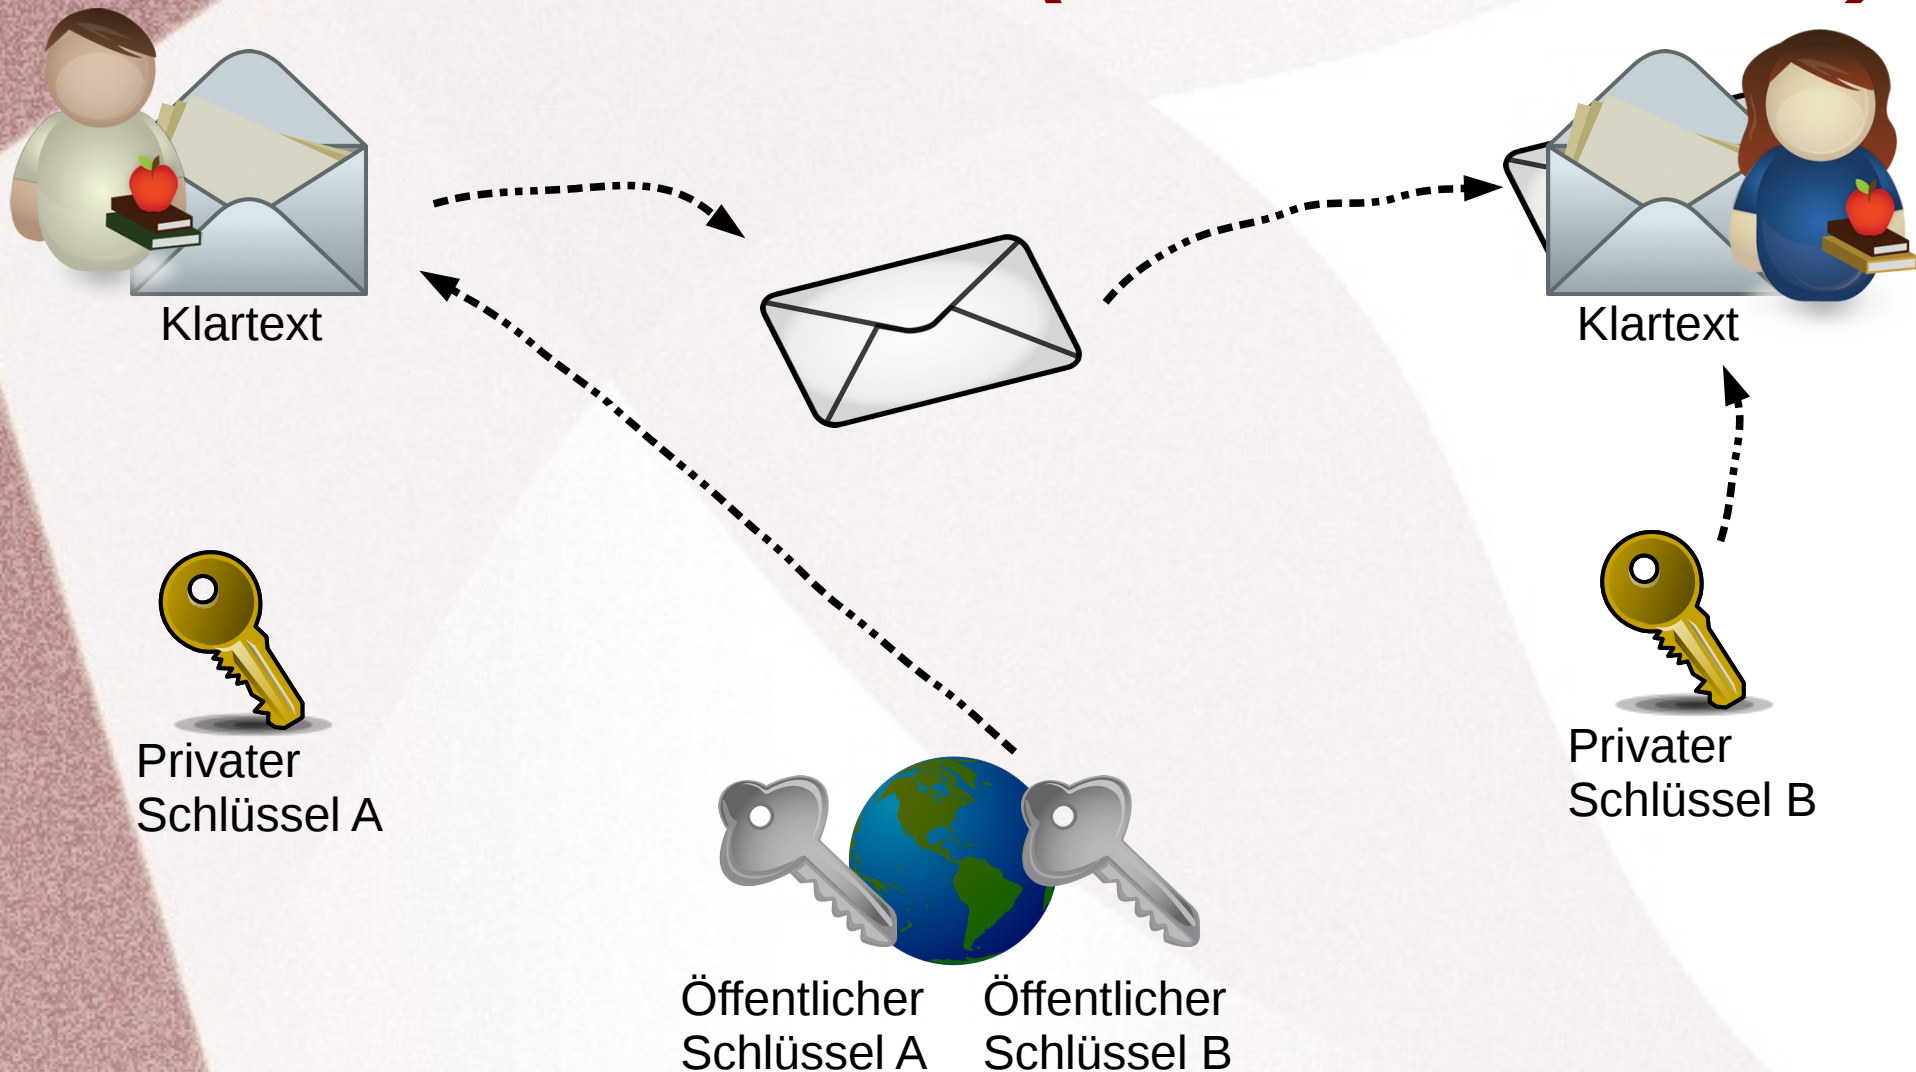 Klartext
Klartext
Privater
Schlüssel A
Privater
Schlüssel B
Öffentlicher
Schlüssel A
Öffentlicher
Schlüssel B